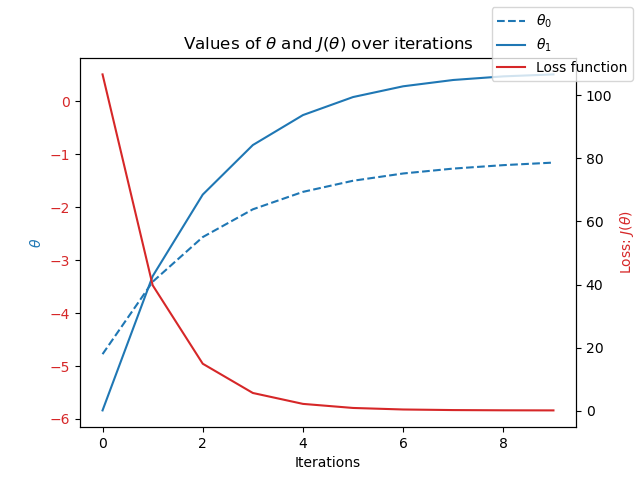 Values of θ and J(θ) over iterations
θ₀
θ₁
Loss function
0
−1
−2
−3
−4
−5
−6
θ
100
80
60
40
20
0
Loss: J(θ)
0 2 4 6 8
Iterations